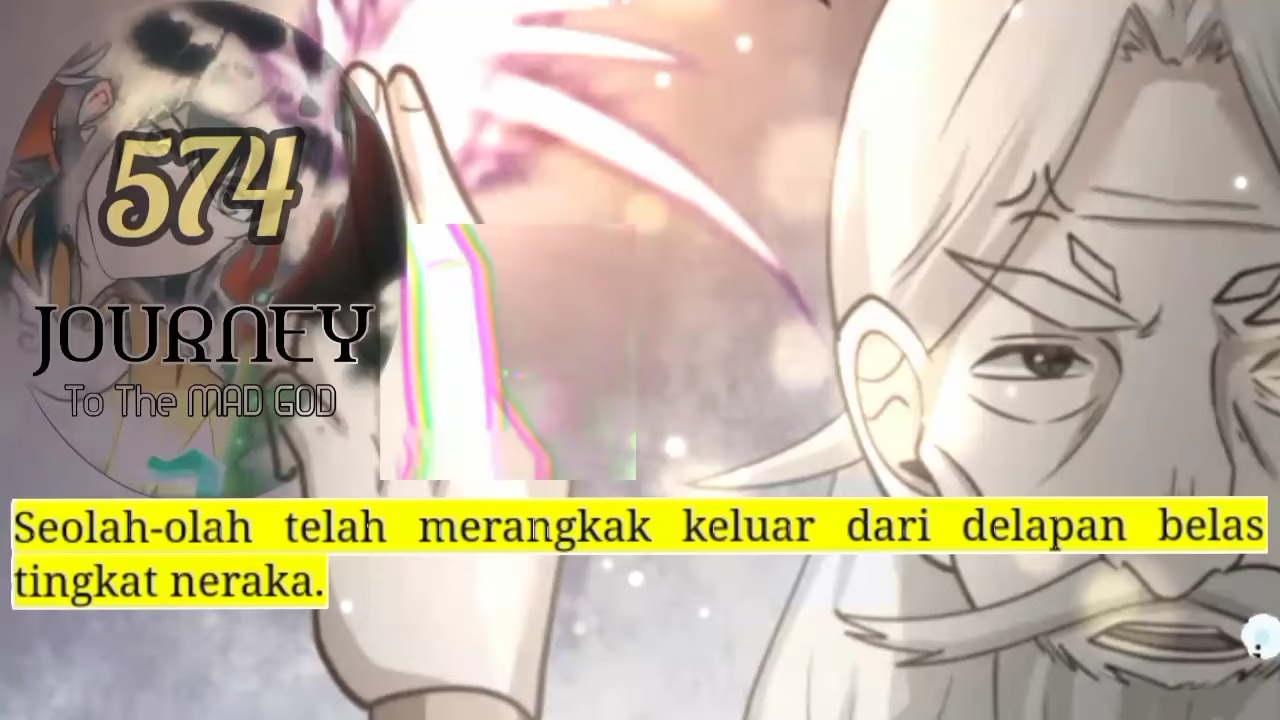 574
JOURNEY
To The MAD GOD
Seolah-olah telah merangkak keluar dari delapan belas
tingkat neraka.